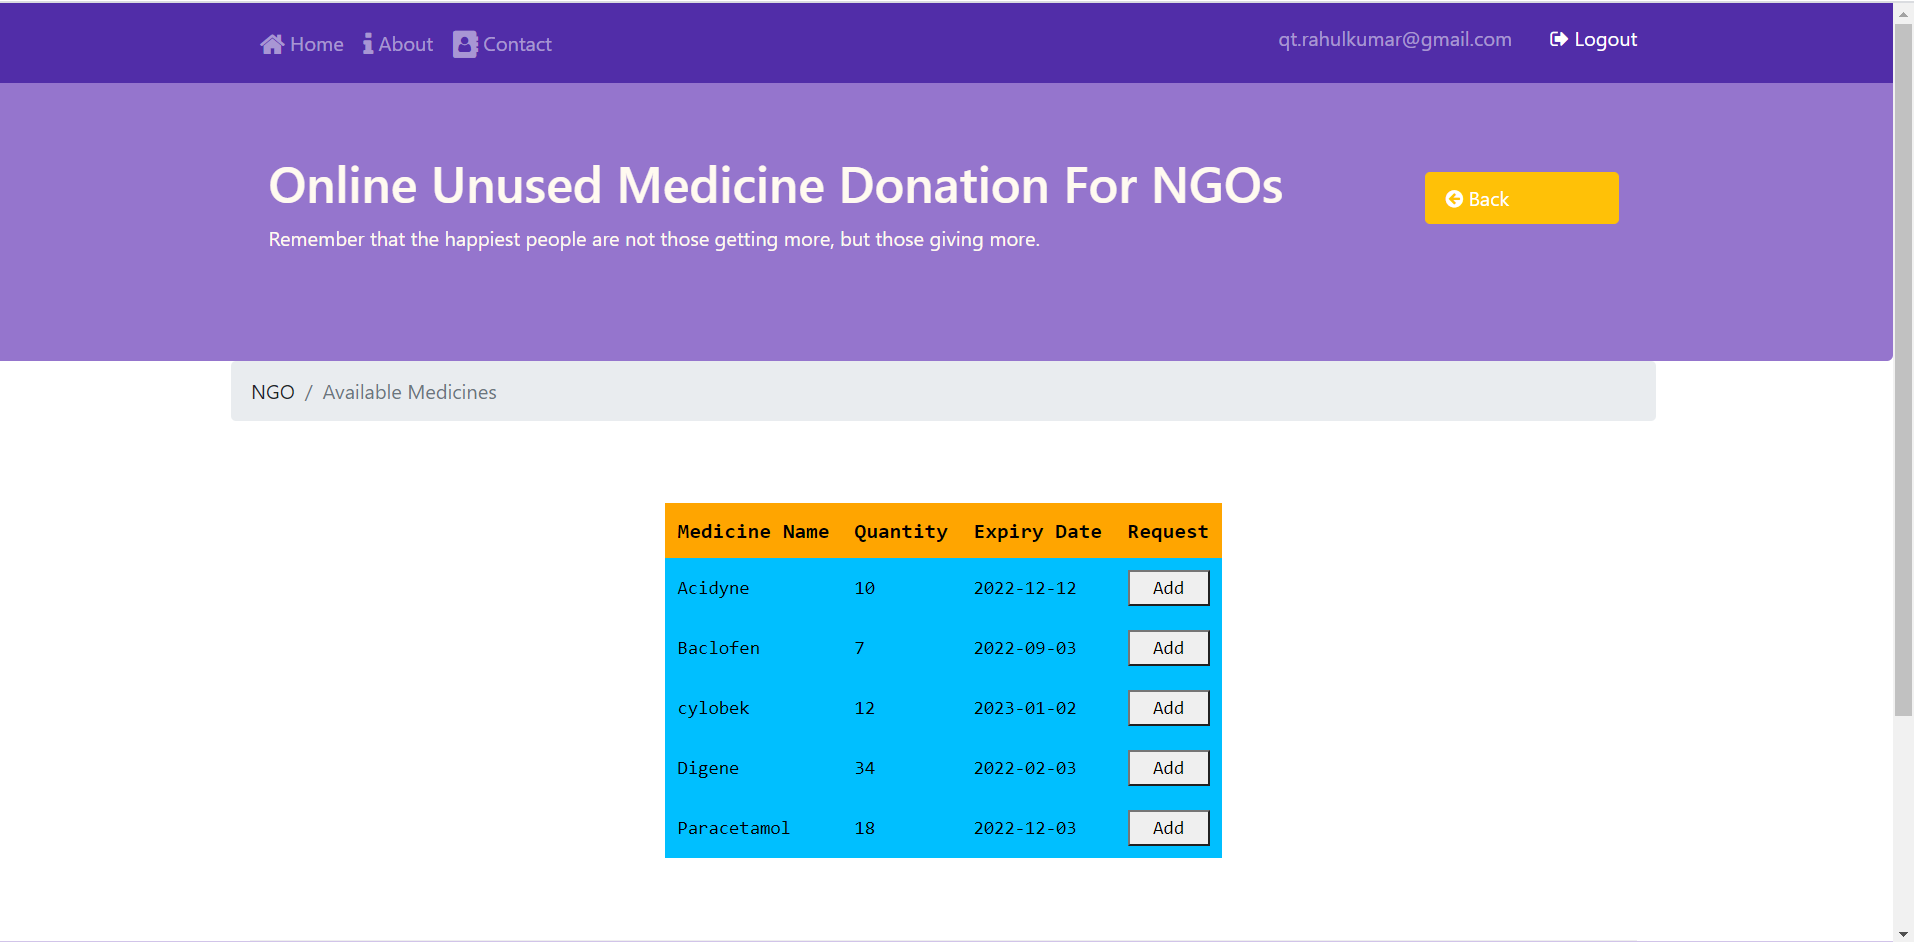 Home About Contact qt.rahulkumar@gmail.com Logout
Online Unused Medicine Donation For NGOs
Back
Remember that the happiest people are not those getting more, but those giving more.
NGO / Available Medicines
Medicine Name Quantity Expiry Date Request
Acidyne 10 2022-12-12 Add
Baclofen 7 2022-09-03 Add
cylobek 12 2023-01-02 Add
Digene 34 2022-02-03 Add
Paracetamol 18 2022-12-03 Add